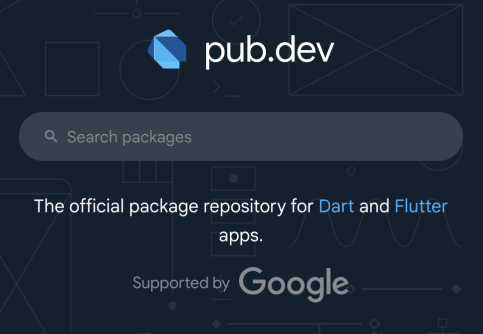 pub.dev
Search packages
The official package repository for Dart and Flutter
apps.
Supported by Google